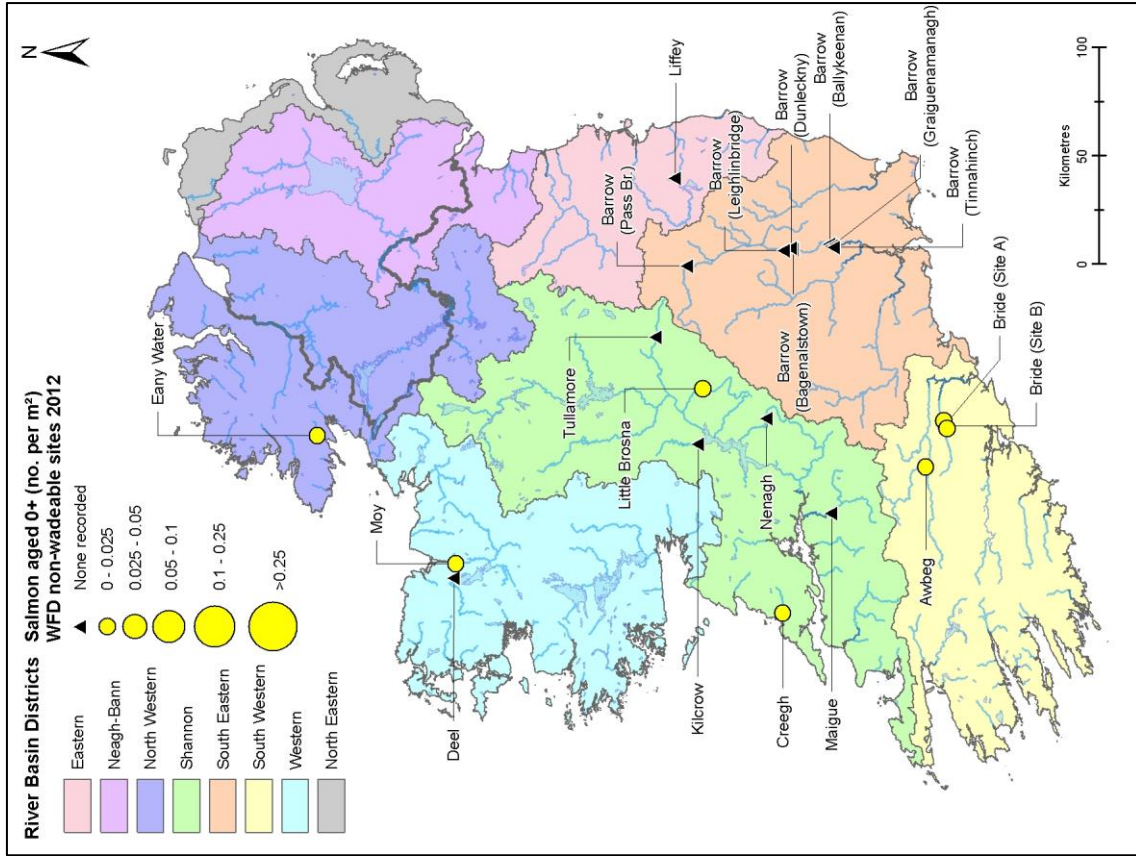 River Basin Districts
Eastern
Neagh-Bann
North Western
Shannon
South Eastern
South Western
Western
North Eastern
Salmon aged 0+ (no. per m²)
WFD non-wadeable sites 2012
None recorded
0 - 0.025
0.025 - 0.05
0.05 - 0.1
0.1 - 0.25
>0.25
N
Eany Water
Moy
Deel
Tullamore
Little Brosna
Kilcrow
Nenagh
Creegh
Maigue
Awbeg
Liffey
Barrow
(Pass Br.)
Barrow
(Leighlinbridge)
Barrow
(Bagenalstown)
Barrow
(Dunleckny)
Barrow
(Ballykeenan)
Barrow
(Graiguenamanagh)
Barrow
(Tinnahinch)
Bride (Site A)
Bride (Site B)
0
50
100
Kilometres